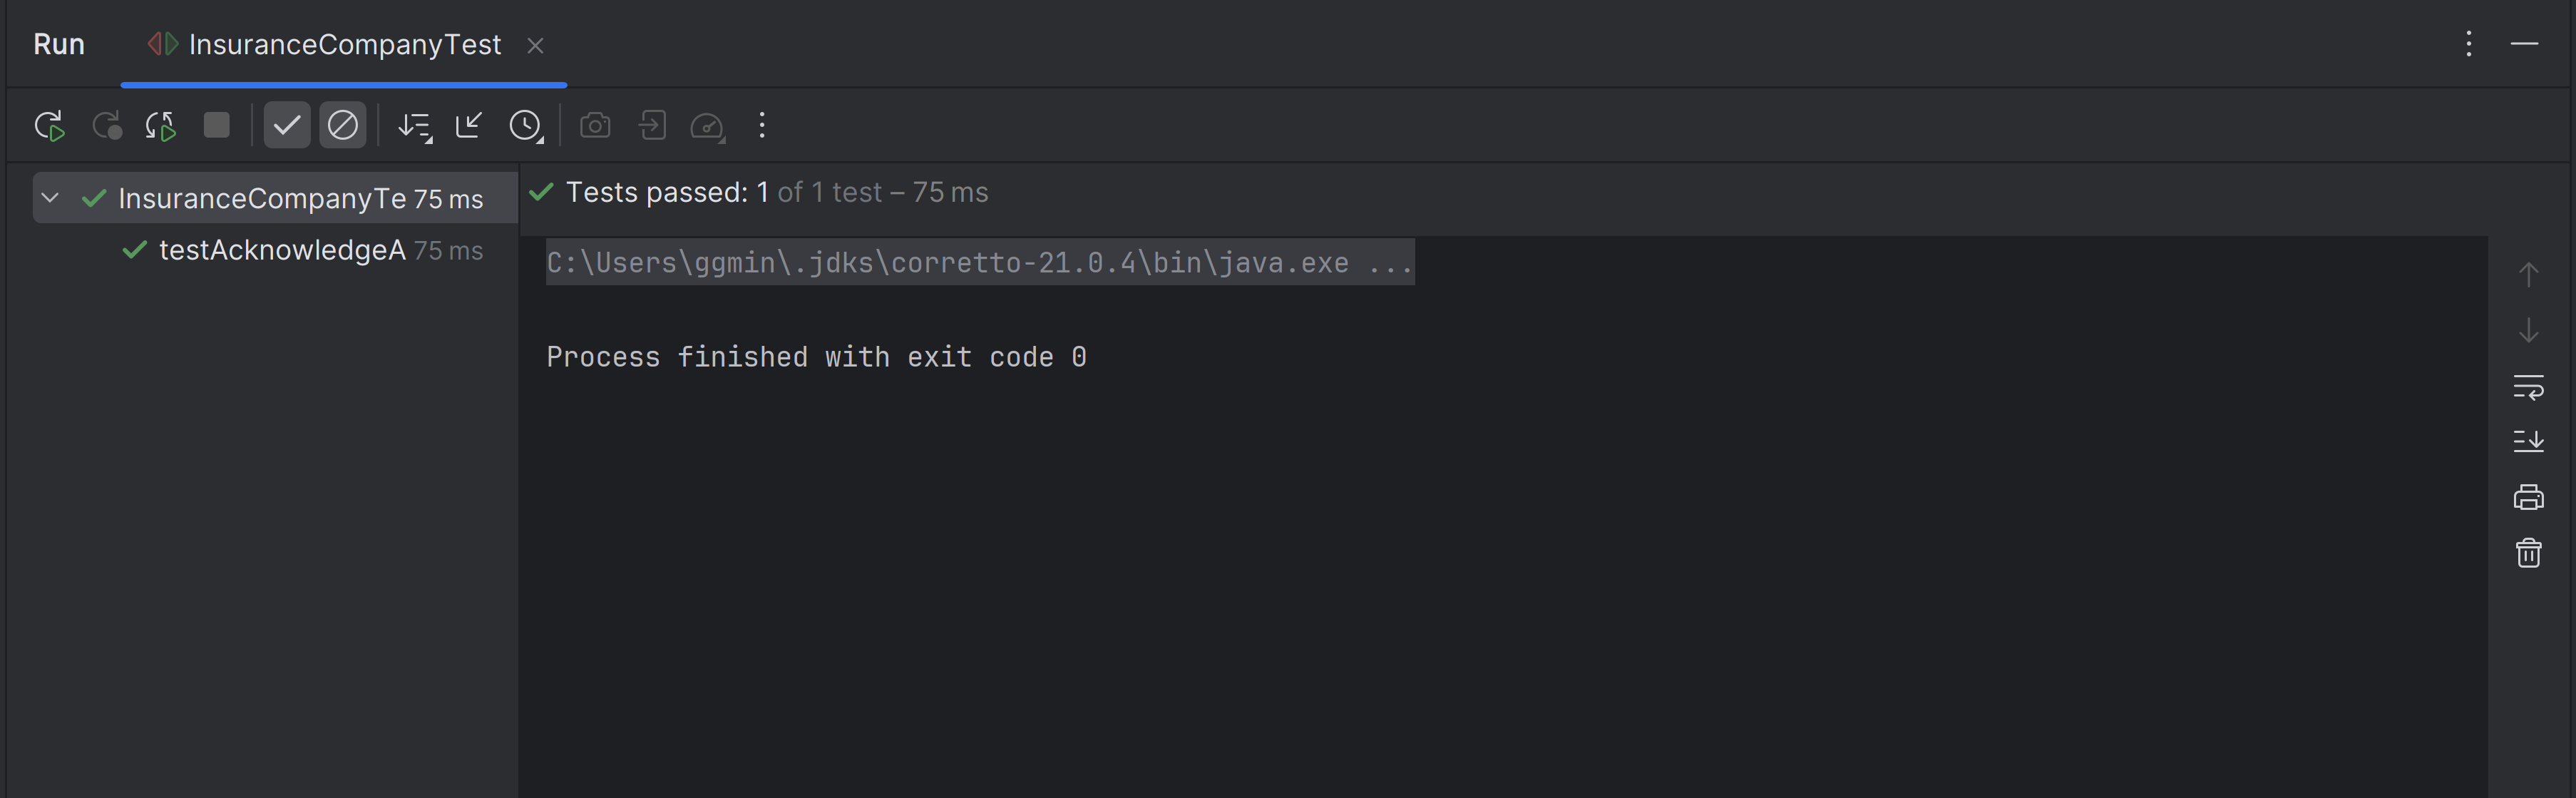 Run InsuranceCompanyTest
InsuranceCompanyTe 75 ms
testAcknowledgeA 75 ms
Tests passed: 1 of 1 test – 75 ms
C:\Users\ggmin\.jdks\corretto-21.0.4\bin\java.exe ...
Process finished with exit code 0